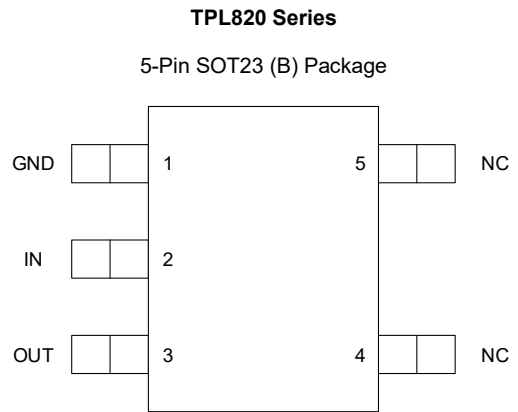 TPL820 Series
5-Pin SOT23 (B) Package
GND 1 5 NC
IN 2
OUT 3 4 NC